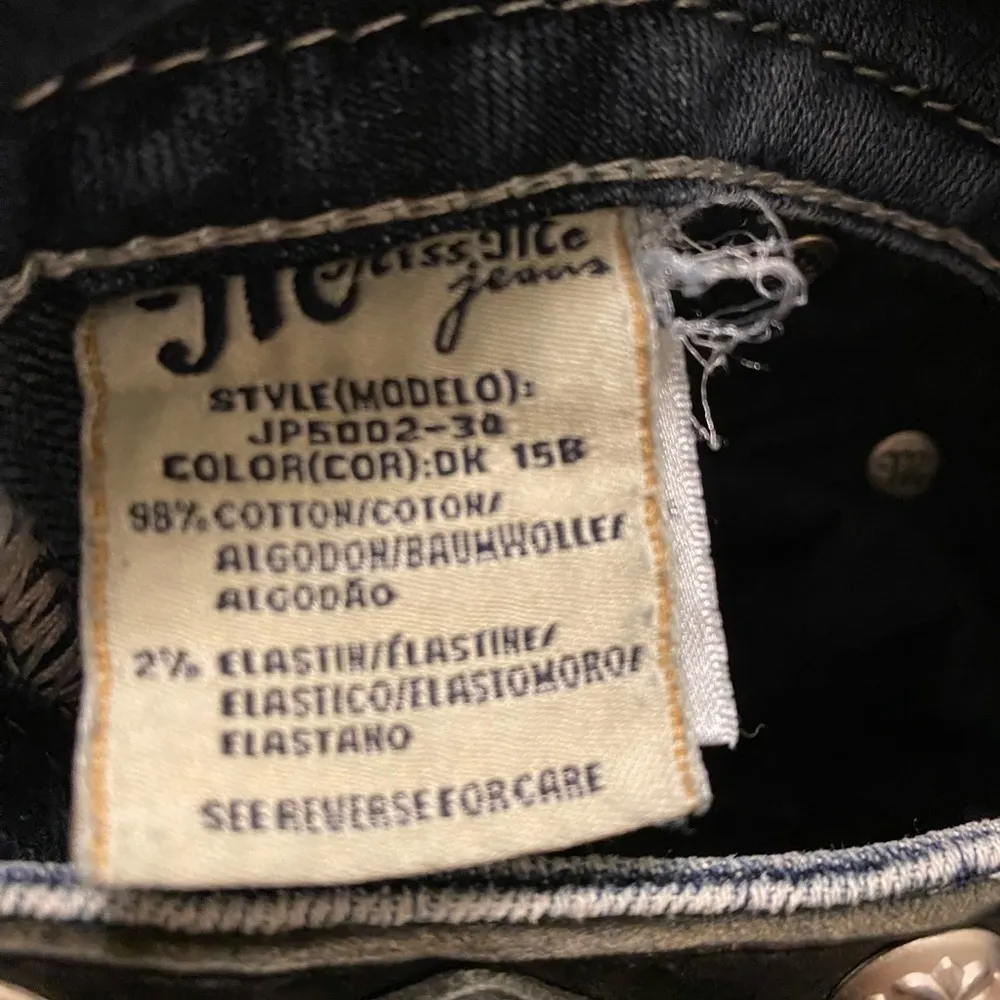 M Miss Me
jeans
STYLE(MODELO):
JP5002-3Q
COLOR(COR):DK 15B
98% COTTON/COTON/
ALGODON/BAUMWOLLE/
ALGODÃO
2% ELASTIN/ÉLASTINE/
ELASTICO/ELASTOMORO/
ELASTANO
SEE REVERSE FOR CARE